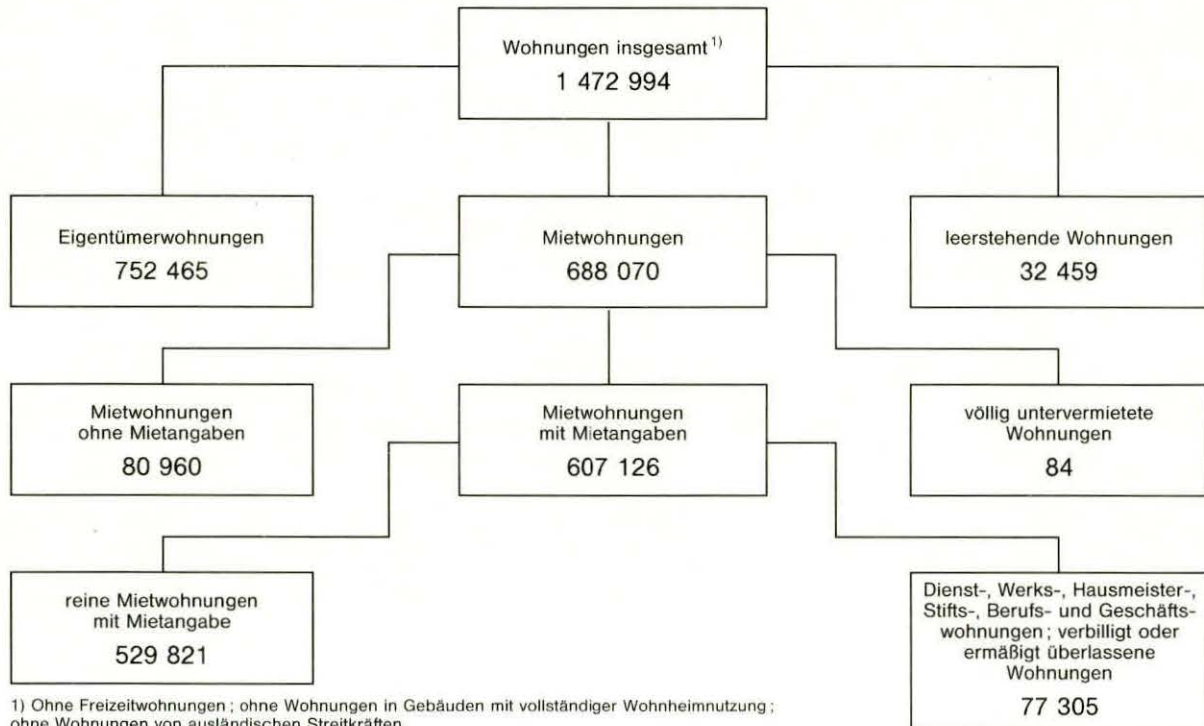 Wohnungen insgesamt 1)
1 472 994
Eigentümerwohnungen
752 465
Mietwohnungen
688 070
leerstehende Wohnungen
32 459
Mietwohnungen
ohne Mietangaben
80 960
Mietwohnungen
mit Mietangaben
607 126
völlig untervermietete
Wohnungen
84
reine Mietwohnungen
mit Mietangabe
529 821
Dienst-, Werks-, Hausmeister-,
Stifts-, Berufs- und Geschäfts-
wohnungen; verbilligt oder
ermäßigt überlassene
Wohnungen
77 305
1) Ohne Freizeitwohnungen; ohne Wohnungen in Gebäuden mit vollständiger Wohnheimnutzung;
ohne Wohnungen von ausländischen Streitkräften